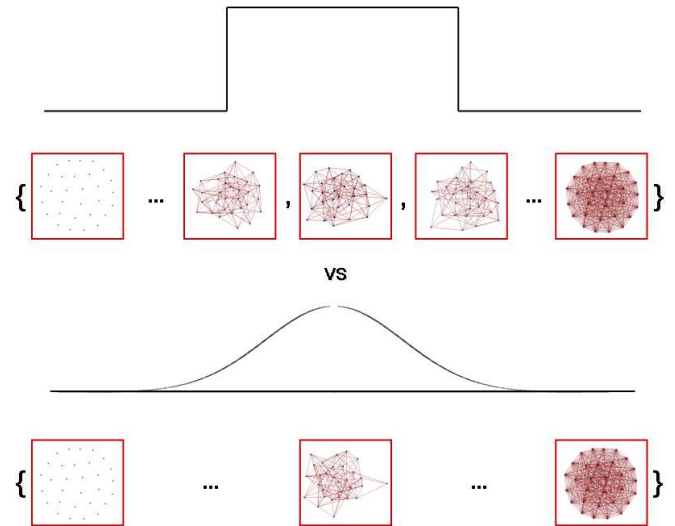 { ... , , ... }
vs
{ ... ... }